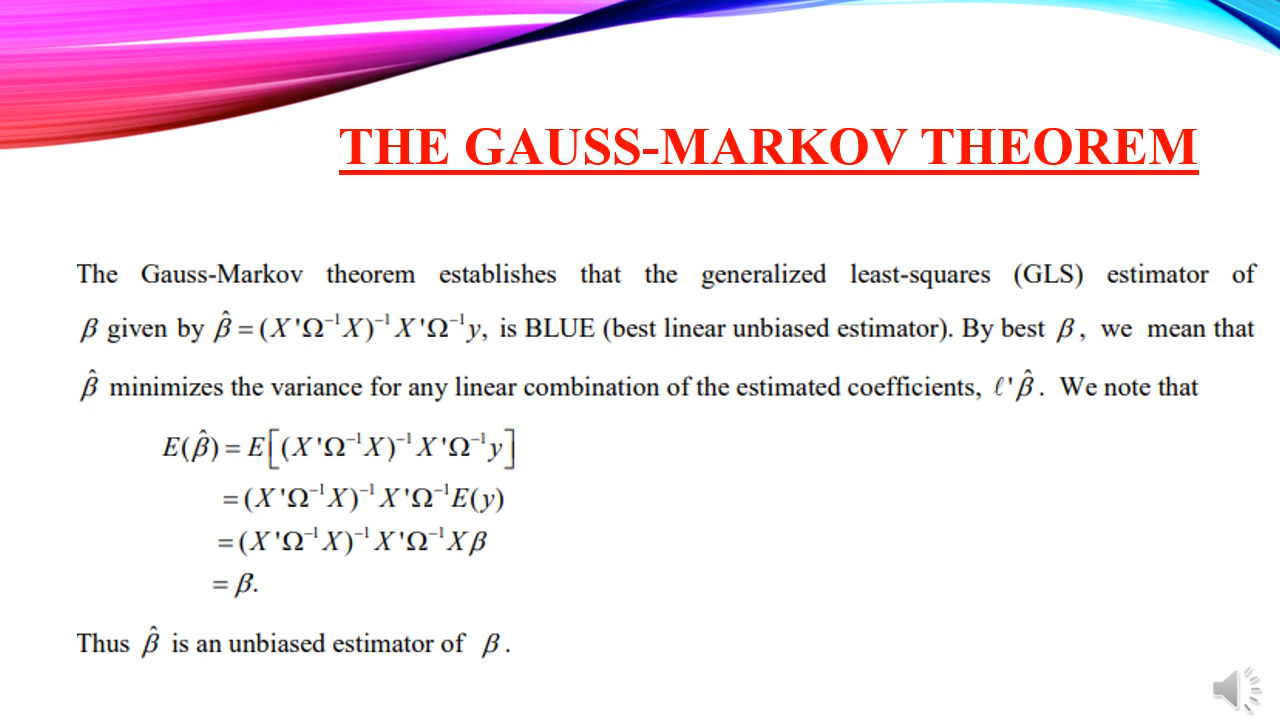 THE GAUSS-MARKOV THEOREM
The Gauss-Markov theorem establishes that the generalized least-squares (GLS) estimator of
β given by β̂ = (X'Ω⁻¹X)⁻¹X'Ω⁻¹y, is BLUE (best linear unbiased estimator). By best β, we mean that
β̂ minimizes the variance for any linear combination of the estimated coefficients, ℓ'β̂. We note that
E(β̂) = E[(X'Ω⁻¹X)⁻¹X'Ω⁻¹y]
= (X'Ω⁻¹X)⁻¹X'Ω⁻¹E(y)
= (X'Ω⁻¹X)⁻¹X'Ω⁻¹Xβ
= β.
Thus β̂ is an unbiased estimator of β.